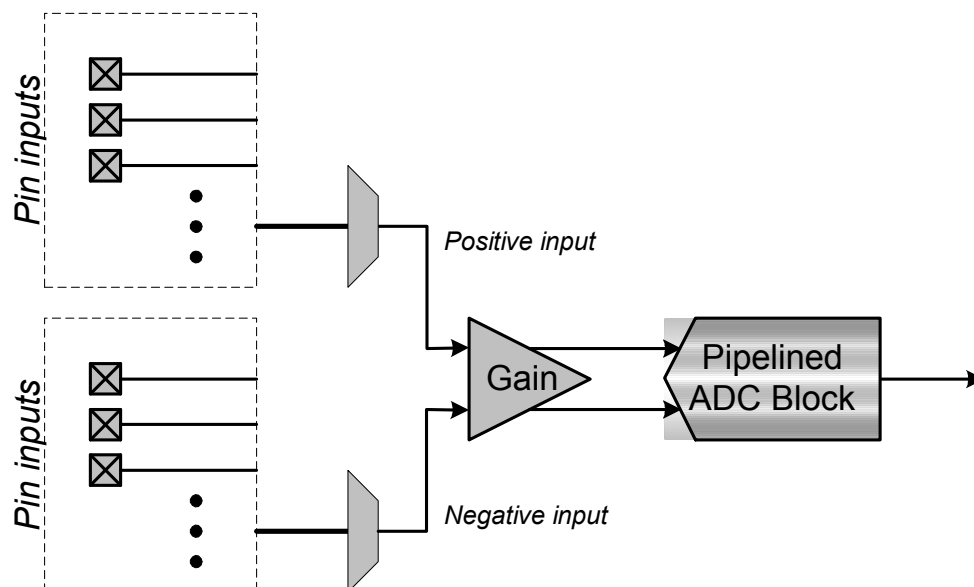 Pin inputs
Positive input
Gain
Pipelined
ADC Block
Pin inputs
Negative input